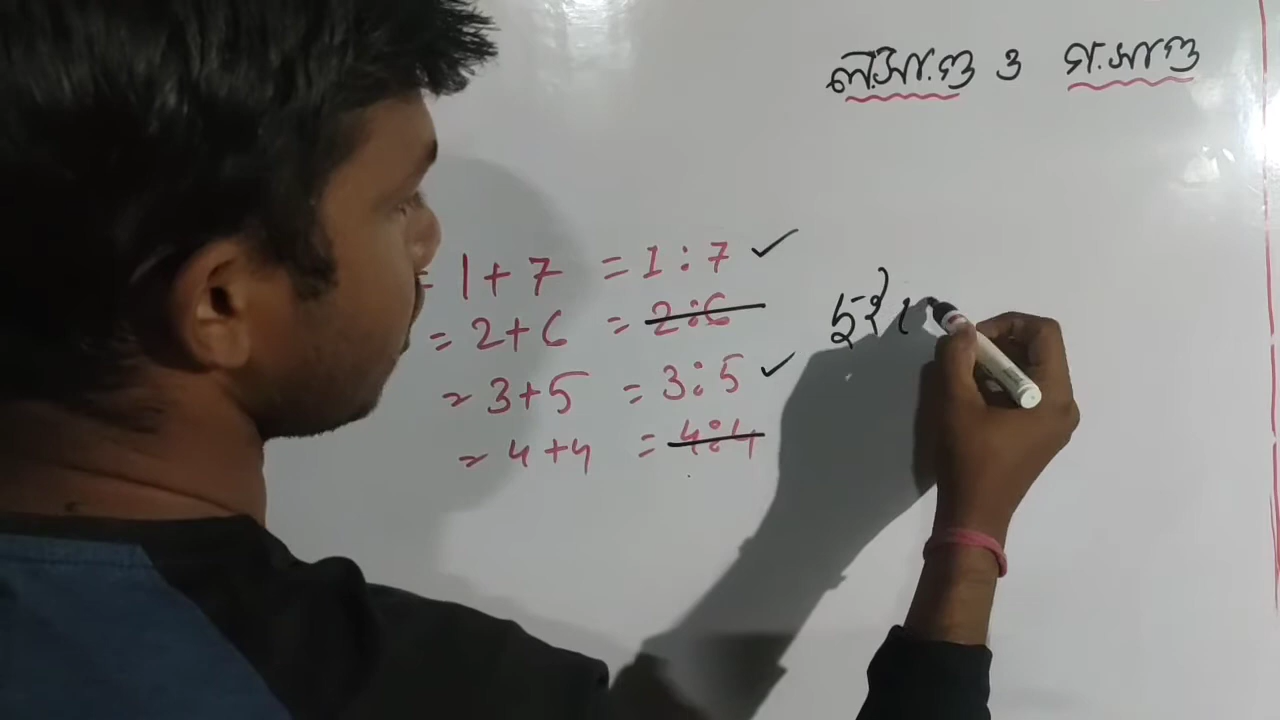 ଲ.ସା.ଗୁ ଓ ଗ.ସା.ଗୁ
= 1+7 = 1:7 ✓
= 2+6 = 2:6
= 3+5 = 3:5 ✓
= 4+4 = 4:4